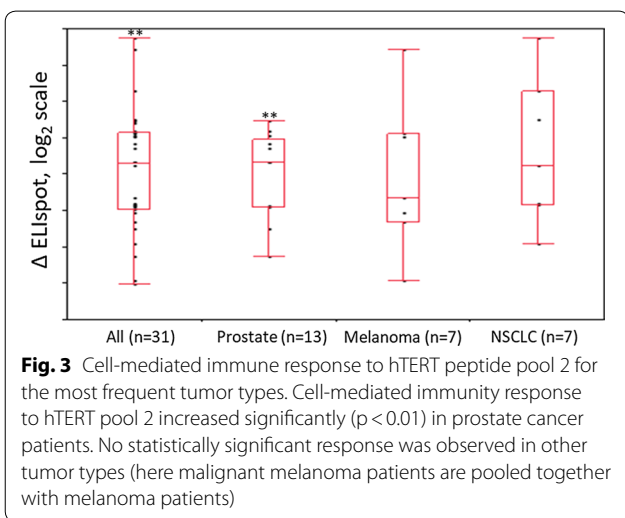 ** **
Δ ELIspot, log₂ scale
All (n=31) Prostate (n=13) Melanoma (n=7) NSCLC (n=7)
Fig. 3 Cell-mediated immune response to hTERT peptide pool 2 for
the most frequent tumor types. Cell-mediated immunity response
to hTERT pool 2 increased significantly (p < 0.01) in prostate cancer
patients. No statistically significant response was observed in other
tumor types (here malignant melanoma patients are pooled together
with melanoma patients)